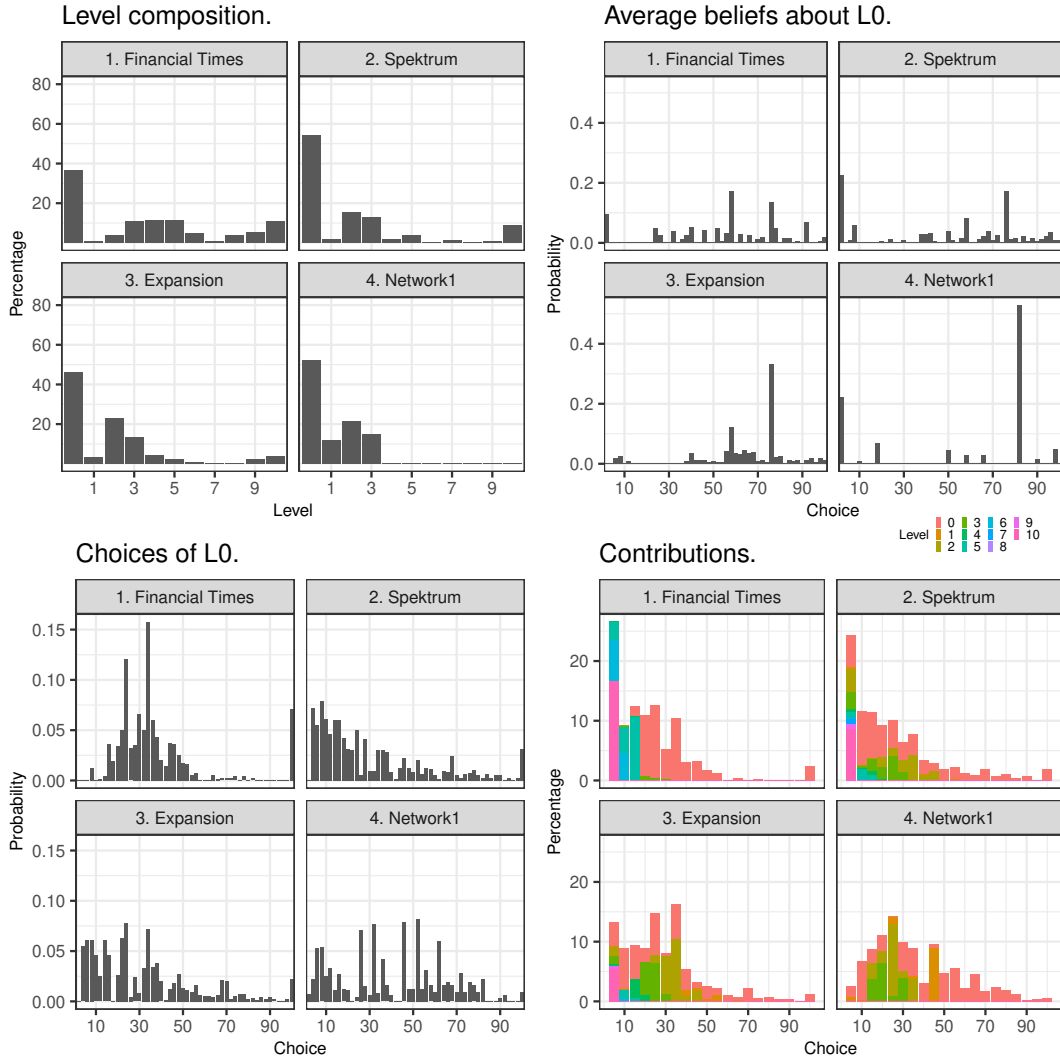 Level composition.
1. Financial Times
2. Spektrum
80
60
40
20
3. Expansion
4. Network1
80
60
40
20
1 3 5 7 9
1 3 5 7 9
Percentage
Level
Average beliefs about L0.
1. Financial Times
2. Spektrum
0.4
0.2
0.0
3. Expansion
4. Network1
0.4
0.2
0.0
10 30 50 70 90
10 30 50 70 90
Probability
Choice
Choices of L0.
1. Financial Times
2. Spektrum
0.15
0.10
0.05
0.00
3. Expansion
4. Network1
0.15
0.10
0.05
0.00
10 30 50 70 90
10 30 50 70 90
Probability
Choice
Level
0 3 6 9
1 4 7 10
2 5 8
Contributions.
1. Financial Times
2. Spektrum
20
10
0
3. Expansion
4. Network1
20
10
0
10 30 50 70 90
10 30 50 70 90
Percentage
Choice